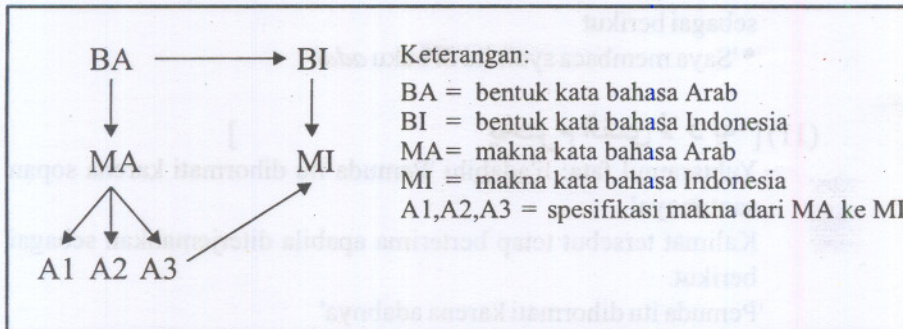 BA BI
MA MI
A1 A2 A3
Keterangan:
BA = bentuk kata bahasa Arab
BI = bentuk kata bahasa Indonesia
MA = makna kata bahasa Arab
MI = makna kata bahasa Indonesia
A1,A2,A3 = spesifikasi makna dari MA ke MI